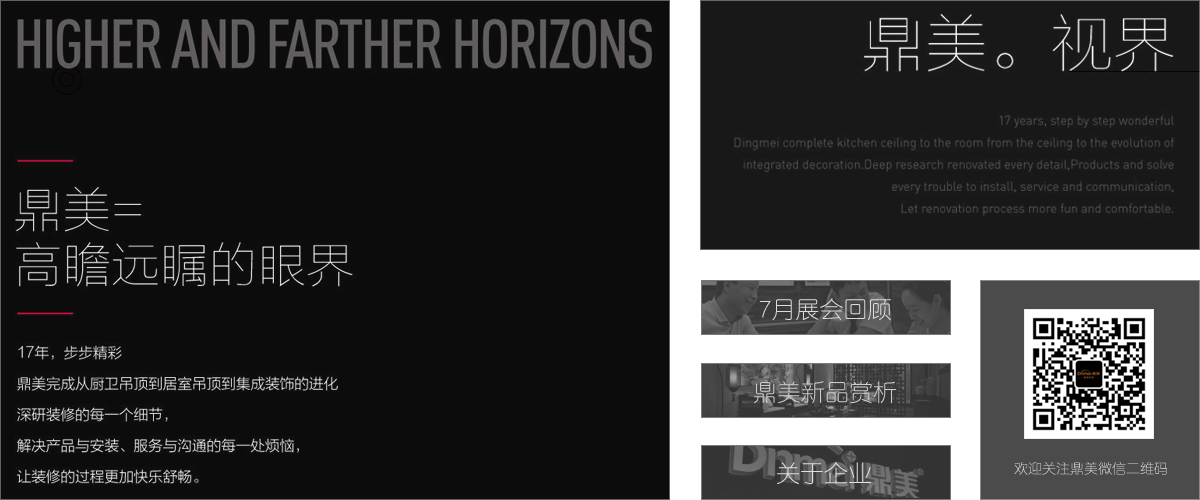 HIGHER AND FARTHER HORIZONS
鼎美=
高瞻远瞩的眼界
17年，步步精彩
鼎美完成从厨卫吊顶到居室吊顶到集成装饰的进化
深研装修的每一个细节，
解决产品与安装、服务与沟通的每一处烦恼，
让装修的过程更加快乐舒畅。
鼎美。视界
17 years, step by step wonderful
Dingmei complete kitchen ceiling to the room from the ceiling to the evolution of
integrated decoration.Deep research renovated every detail,Products and solve
every trouble to install, service and communication,
Let renovation process more fun and comfortable.
7月展会回顾
鼎美新品赏析
关于企业
欢迎关注鼎美微信二维码